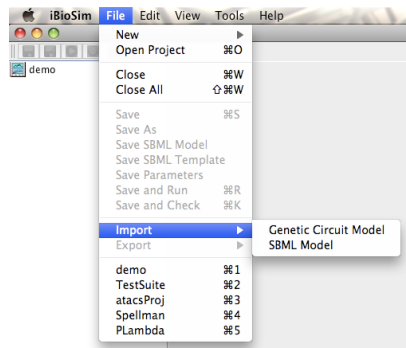 iBioSim File Edit View Tools Help
New
Open Project ⌘O
demo
Close ⌘W
Close All ⇧⌘W
Save ⌘S
Save As
Save SBML Model
Save SBML Template
Save Parameters
Save and Run ⌘R
Save and Check ⌘K
Import
Genetic Circuit Model
Export
SBML Model
demo ⌘1
TestSuite ⌘2
atacsProj ⌘3
Spellman ⌘4
PLambda ⌘5